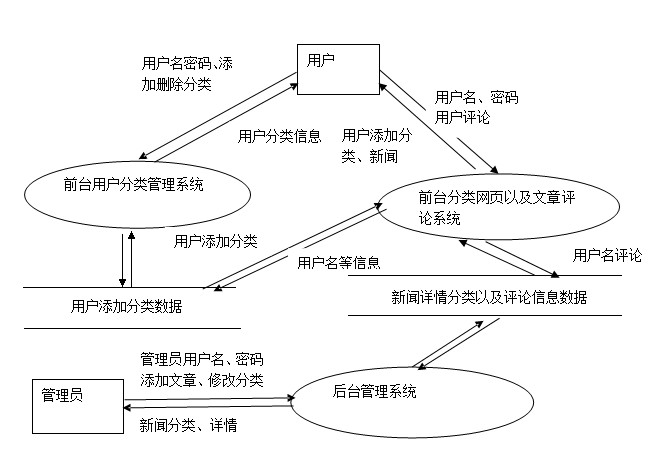 用户
用户名密码、添
加删除分类
用户名、密码
用户评论
用户分类信息
用户添加分
类、新闻
前台用户分类管理系统
前台分类网页以及文章评
论系统
用户添加分类
用户名等信息
用户名评论
用户添加分类数据
新闻详情分类以及评论信息数据
管理员用户名、密码
添加文章、修改分类
管理员
后台管理系统
新闻分类、详情